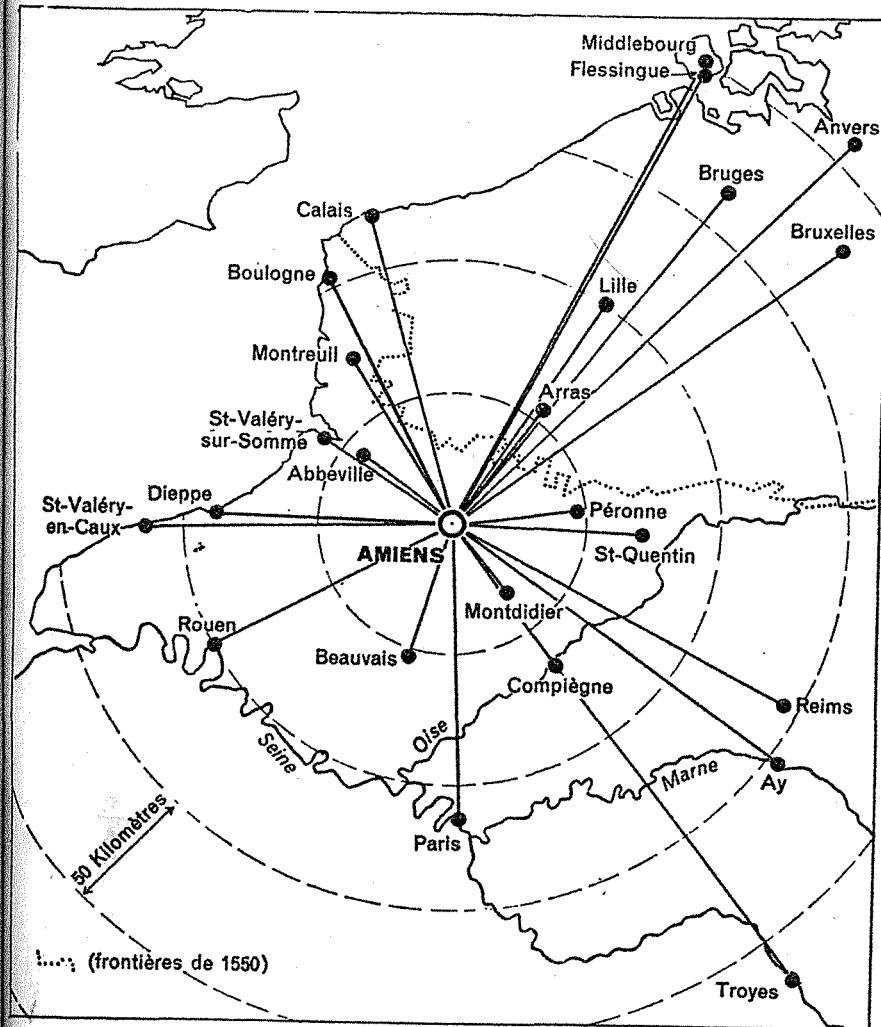 Middlebourg
Flessingue
Anvers
Bruges
Calais
Bruxelles
Boulogne
Lille
Montreuil
Arras
St-Valéry-
sur-Somme
Abbeville
St-Valéry-
en-Caux
Dieppe
Péronne
AMIENS
St-Quentin
Montdidier
Rouen
Beauvais
Compiègne
Reims
Oise
Seine
Marne
Ay
50 Kilomètres
Paris
(frontières de 1550)
Troyes